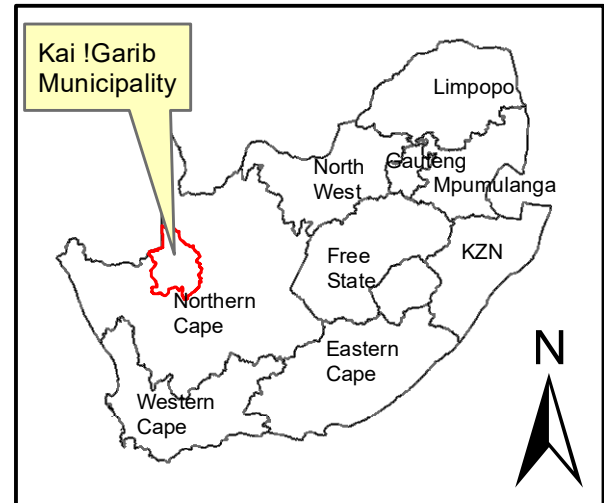 Kai !Garib
Municipality
Limpopo
Gauteng
North
West
Mpumulanga
Free
State
KZN
Northern
Cape
Eastern
Cape
Western
Cape
N